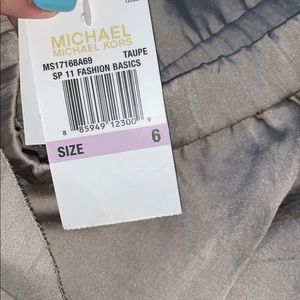 MICHAEL
MICHAEL KORS
MS17168A69 TAUPE
SP 11 FASHION BASICS
8 85949 12300 9
SIZE 6